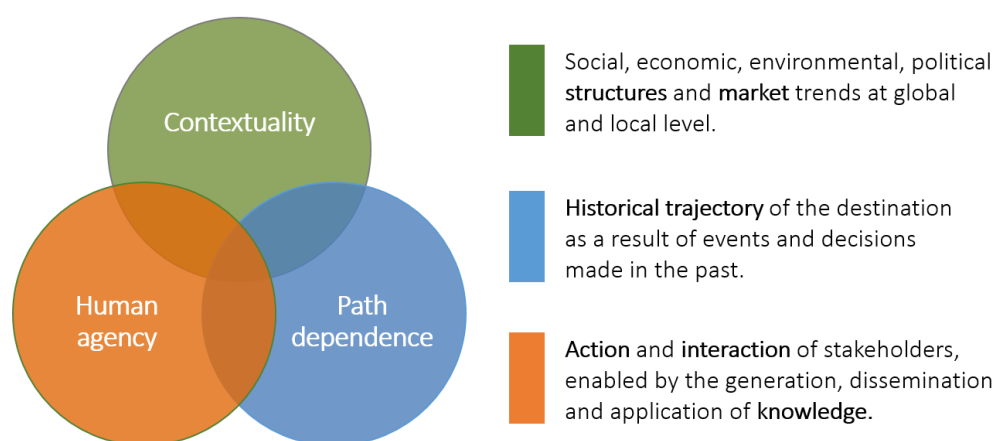 Contextuality
Human
agency
Path
dependence
Social, economic, environmental, political
structures and market trends at global
and local level.
Historical trajectory of the destination
as a result of events and decisions
made in the past.
Action and interaction of stakeholders,
enabled by the generation, dissemination
and application of knowledge.